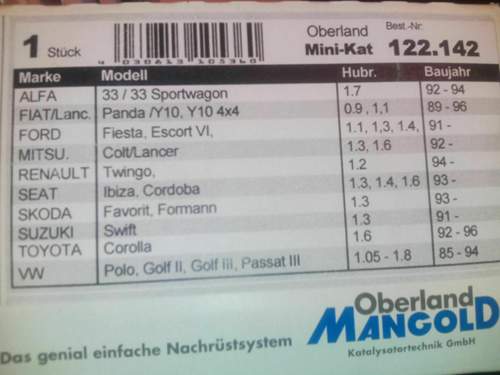 1 Stück
4 030613 105360
Oberland Best.-Nr.
Mini-Kat 122.142
Marke Modell Hubr. Baujahr
ALFA 33 / 33 Sportwagon 1.7 92 - 94
FIAT/Lanc. Panda /Y10, Y10 4x4 0.9 , 1,1 89 - 96
FORD Fiesta, Escort VI, 1.1, 1.3, 1.4, 91 -
MITSU. Colt/Lancer 1.3, 1.6 92 -
RENAULT Twingo, 1.2 94 -
SEAT Ibiza, Cordoba 1.3, 1.4, 1.6 93 -
SKODA Favorit, Formann 1.3 93 -
SUZUKI Swift 1.3 91 -
TOYOTA Corolla 1.6 92 - 96
VW Polo, Golf II, Golf III, Passat III 1.05 - 1.8 85 - 94
Oberland
MANGOLD
Das genial einfache Nachrüstsystem Katalysatortechnik GmbH